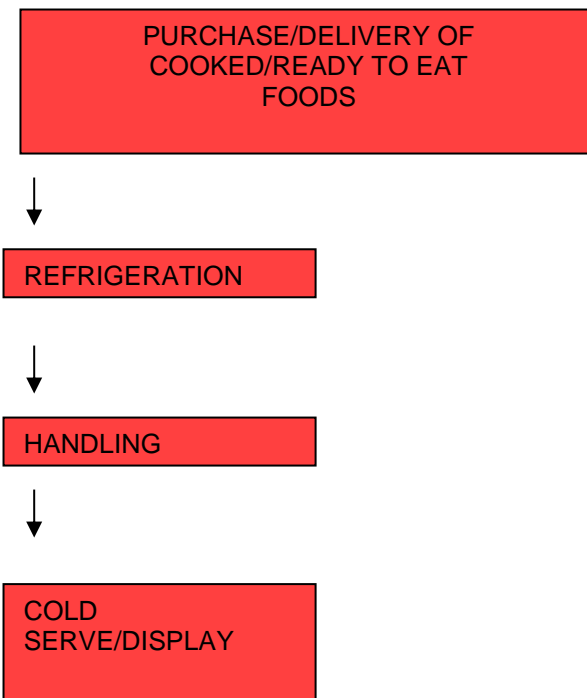 PURCHASE/DELIVERY OF
COOKED/READY TO EAT
FOODS
REFRIGERATION
HANDLING
COLD
SERVE/DISPLAY